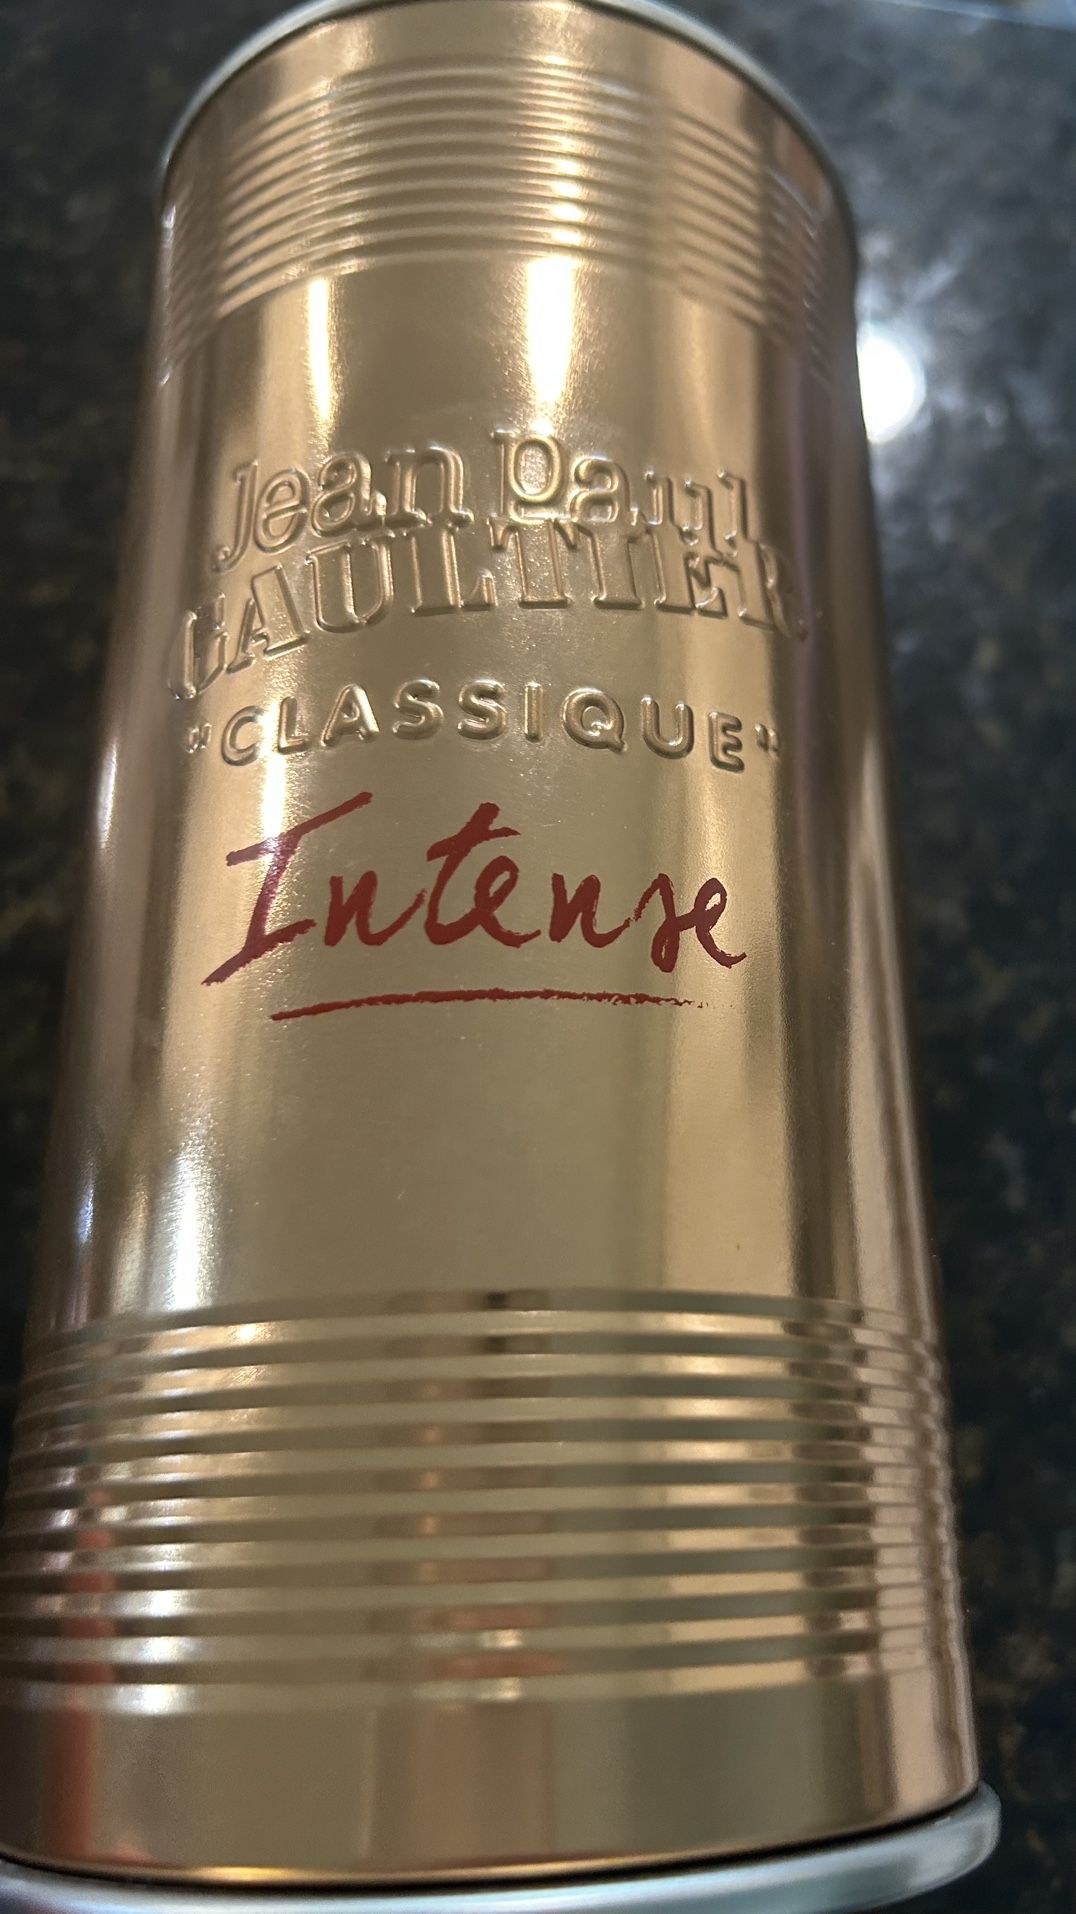 Jean Paul
GAULTIER
"CLASSIQUE"
Intense